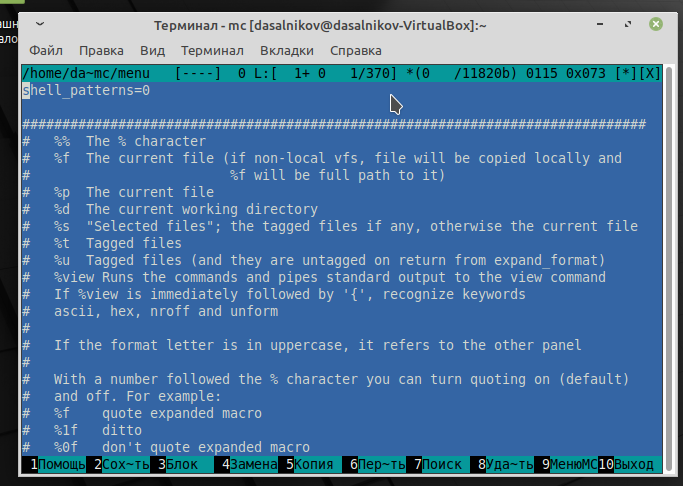 ашн
ало
Терминал - mc [dasalnikov@dasalnikov-VirtualBox]:~
Файл Правка Вид Терминал Вкладки Справка
/home/da~mc/menu [----] 0 L:[ 1+ 0 1/370] *(0 /11820b) 0115 0x073 [*][X]
shell_patterns=0
##############################################################################
# %% The % character
# %f The current file (if non-local vfs, file will be copied locally and
# %f will be full path to it)
# %p The current file
# %d The current working directory
# %s "Selected files"; the tagged files if any, otherwise the current file
# %t Tagged files
# %u Tagged files (and they are untagged on return from expand_format)
# %view Runs the commands and pipes standard output to the view command
# If %view is immediately followed by '{', recognize keywords
# ascii, hex, nroff and unform
#
# If the format letter is in uppercase, it refers to the other panel
#
# With a number followed the % character you can turn quoting on (default)
# and off. For example:
# %f quote expanded macro
# %1f ditto
# %0f don't quote expanded macro
1Помощь 2Сох~ть 3Блок 4Замена 5Копия 6Пер~ть 7Поиск 8Уда~ть 9МенюMC 10Выход